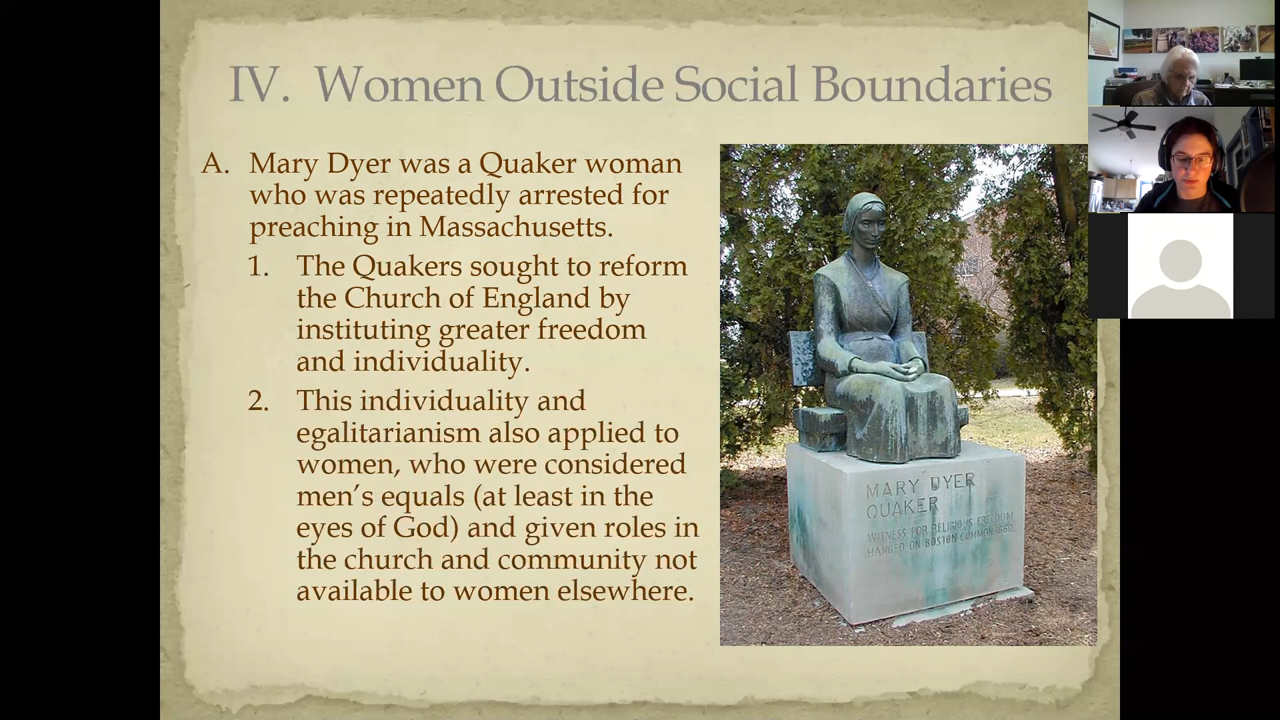 IV. Women Outside Social Boundaries
A. Mary Dyer was a Quaker woman
who was repeatedly arrested for
preaching in Massachusetts.
1. The Quakers sought to reform
the Church of England by
instituting greater freedom
and individuality.
2. This individuality and
egalitarianism also applied to
women, who were considered
men’s equals (at least in the
eyes of God) and given roles in
the church and community not
available to women elsewhere.
MARY DYER
QUAKER
WITNESS FOR RELIGIOUS FREEDOM
HANGED ON BOSTON COMMON 1660